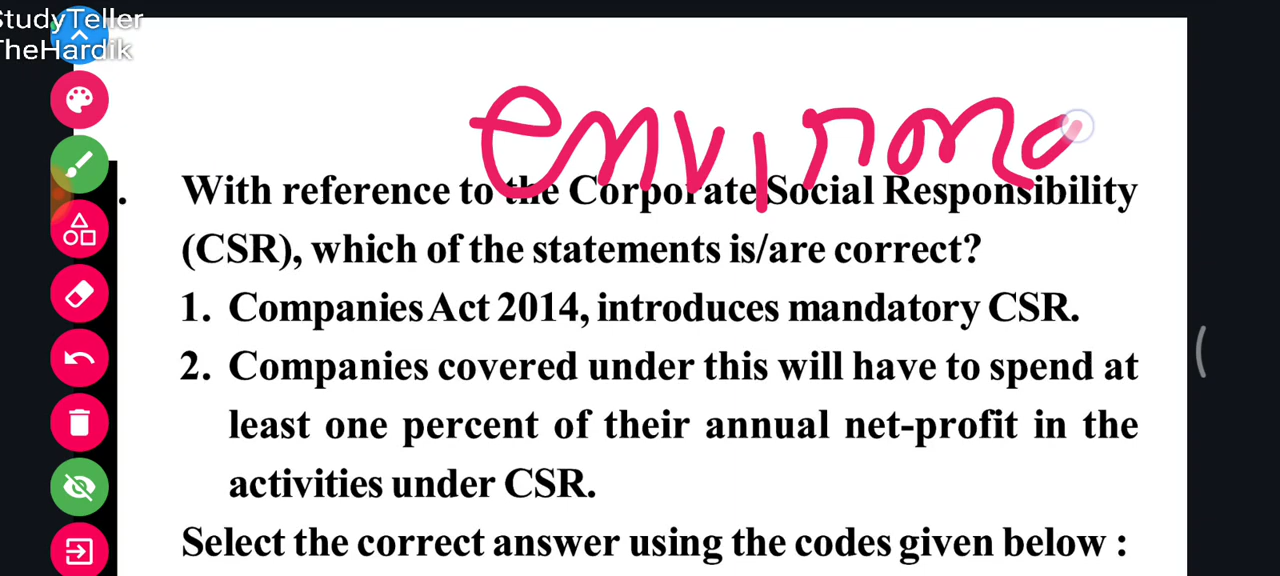 StudyTeller
TheHardik
environ
. With reference to the Corporate Social Responsibility
(CSR), which of the statements is/are correct?
1. Companies Act 2014, introduces mandatory CSR.
2. Companies covered under this will have to spend at
least one percent of their annual net-profit in the
activities under CSR.
Select the correct answer using the codes given below :